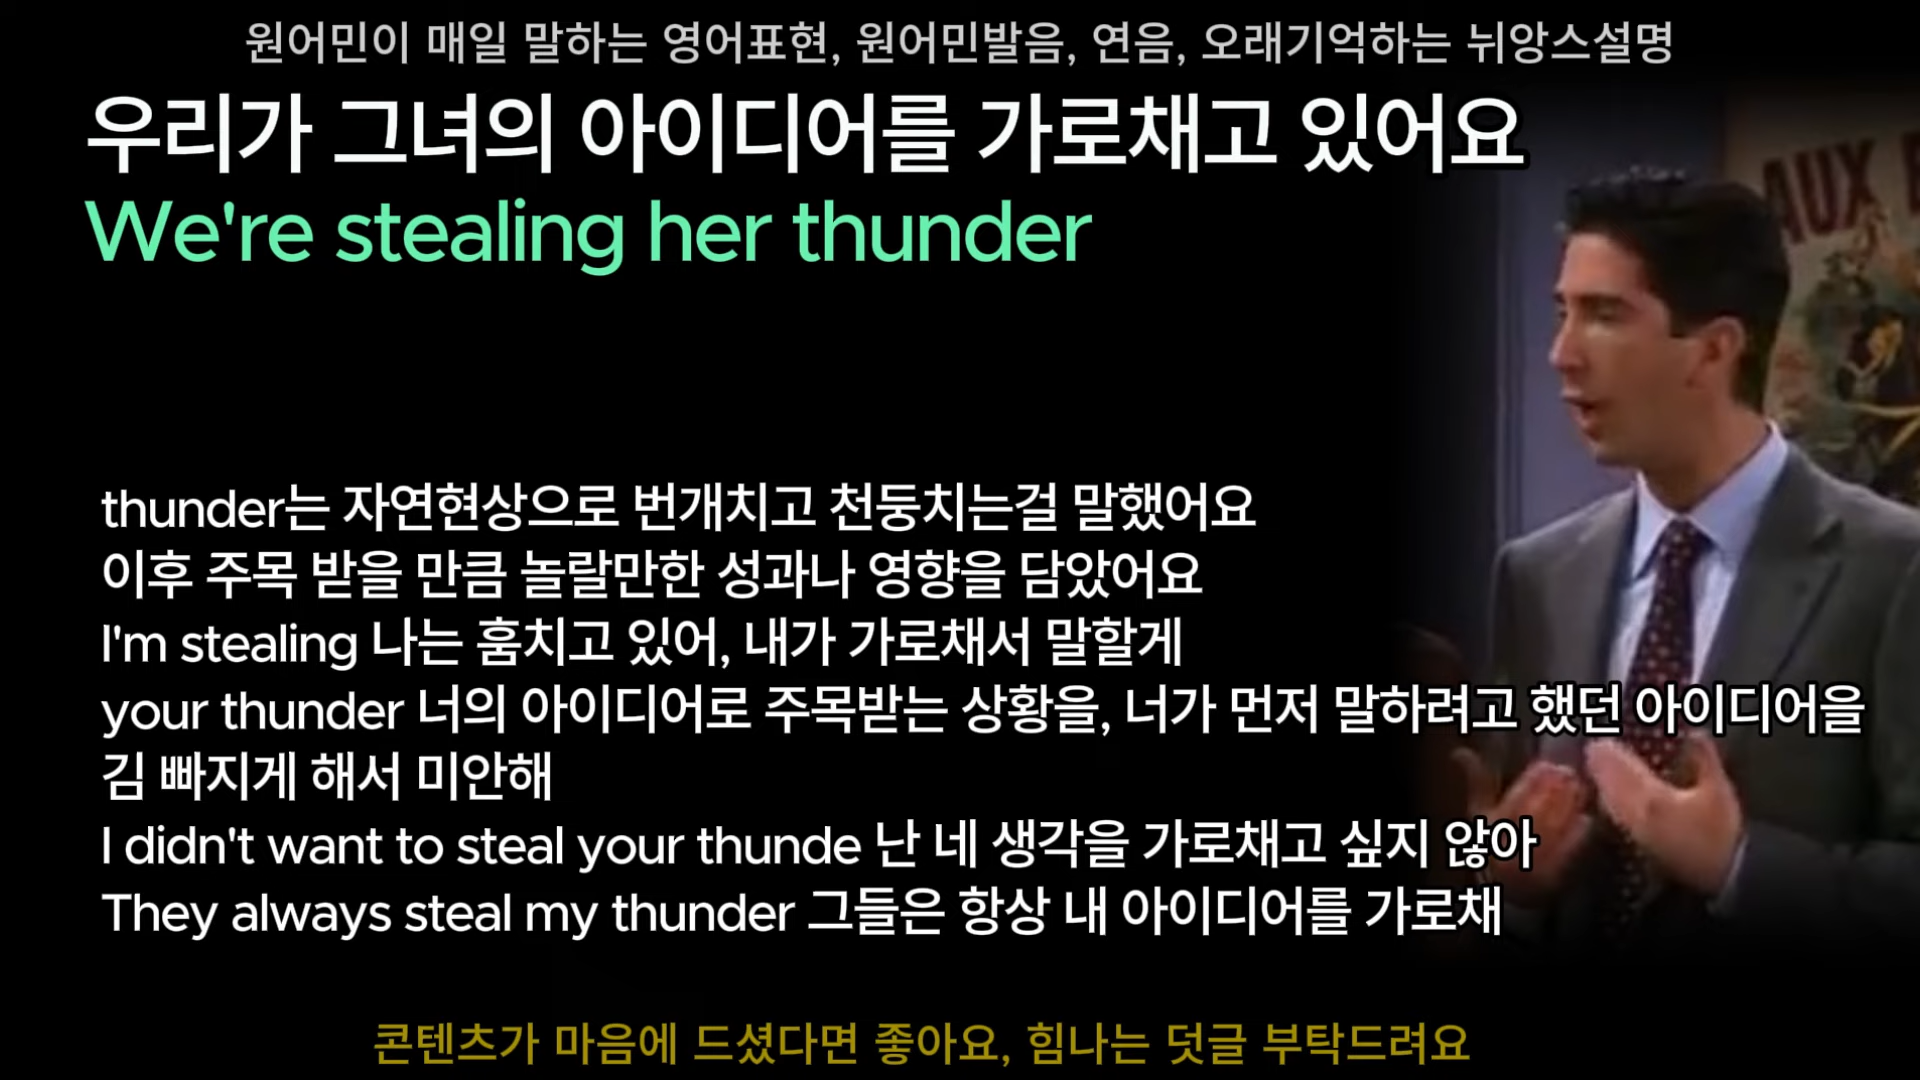 원어민이 매일 말하는 영어표현, 원어민발음, 연음, 오래기억하는 뉘앙스설명
우리가 그녀의 아이디어를 가로채고 있어요
We're stealing her thunder
AUX
thunder는 자연현상으로 번개치고 천둥치는걸 말했어요
이후 주목 받을 만큼 놀랄만한 성과나 영향을 담았어요
I'm stealing 나는 훔치고 있어, 내가 가로채서 말할게
your thunder 너의 아이디어로 주목받는 상황을, 너가 먼저 말하려고 했던 아이디어을
김 빠지게 해서 미안해
I didn't want to steal your thunde 난 네 생각을 가로채고 싶지 않아
They always steal my thunder 그들은 항상 내 아이디어를 가로채
콘텐츠가 마음에 드셨다면 좋아요, 힘나는 덧글 부탁드려요